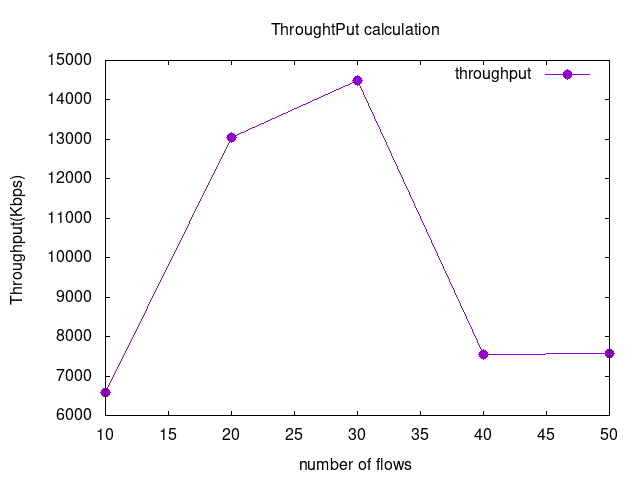 ThroughtPut calculation
throughput
15000
14000
13000
12000
11000
10000
9000
8000
7000
6000
Throughput(Kbps)
10 15 20 25 30 35 40 45 50
number of flows